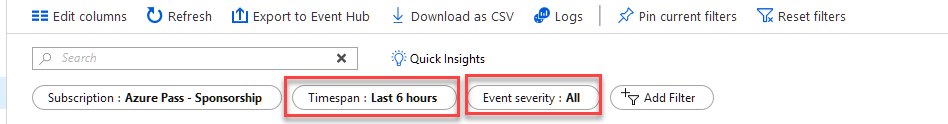 Edit columns Refresh Export to Event Hub Download as CSV Logs Pin current filters Reset filters
Search Quick Insights
Subscription : Azure Pass - Sponsorship Timespan : Last 6 hours Event severity : All Add Filter